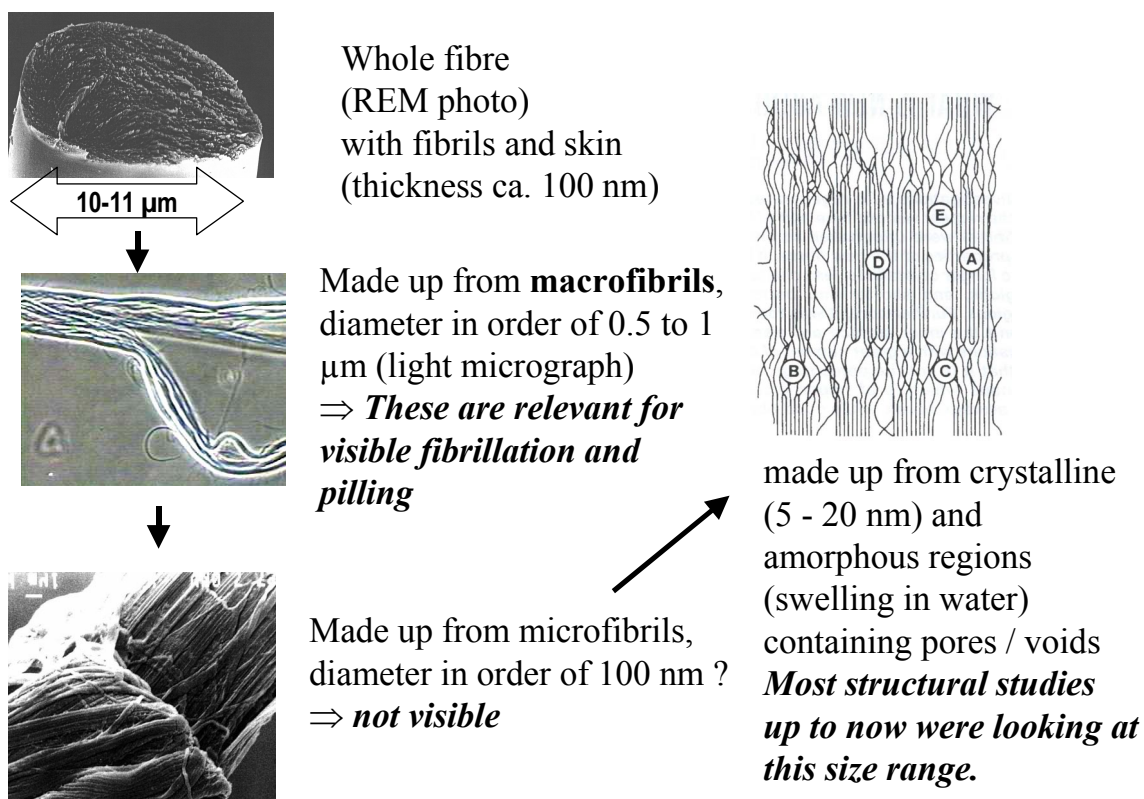 Whole fibre
(REM photo)
with fibrils and skin
(thickness ca. 100 nm)
10-11 µm
Made up from macrofibrils,
diameter in order of 0.5 to 1
µm (light micrograph)
⇒ These are relevant for
visible fibrillation and
pilling
Made up from microfibrils,
diameter in order of 100 nm ?
⇒ not visible
E
A
D
B
C
made up from crystalline
(5 - 20 nm) and
amorphous regions
(swelling in water)
containing pores / voids
Most structural studies
up to now were looking at
this size range.